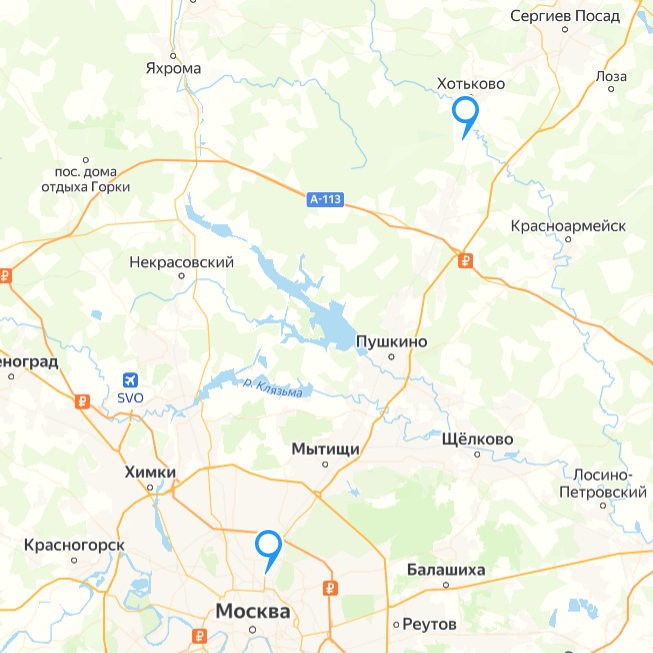 Сергиев Посад
Яхрома
Хотьково
Лоза
пос. дома
отдыха Горки
А-113
Красноармейск
Некрасовский
₽
₽
Пушкино
еноград
SVO
р. Клязьма
₽
Мытищи
Щёлково
Химки
Лосино-
Петровский
Красногорск
Балашиха
₽
Москва
Реутов
₽